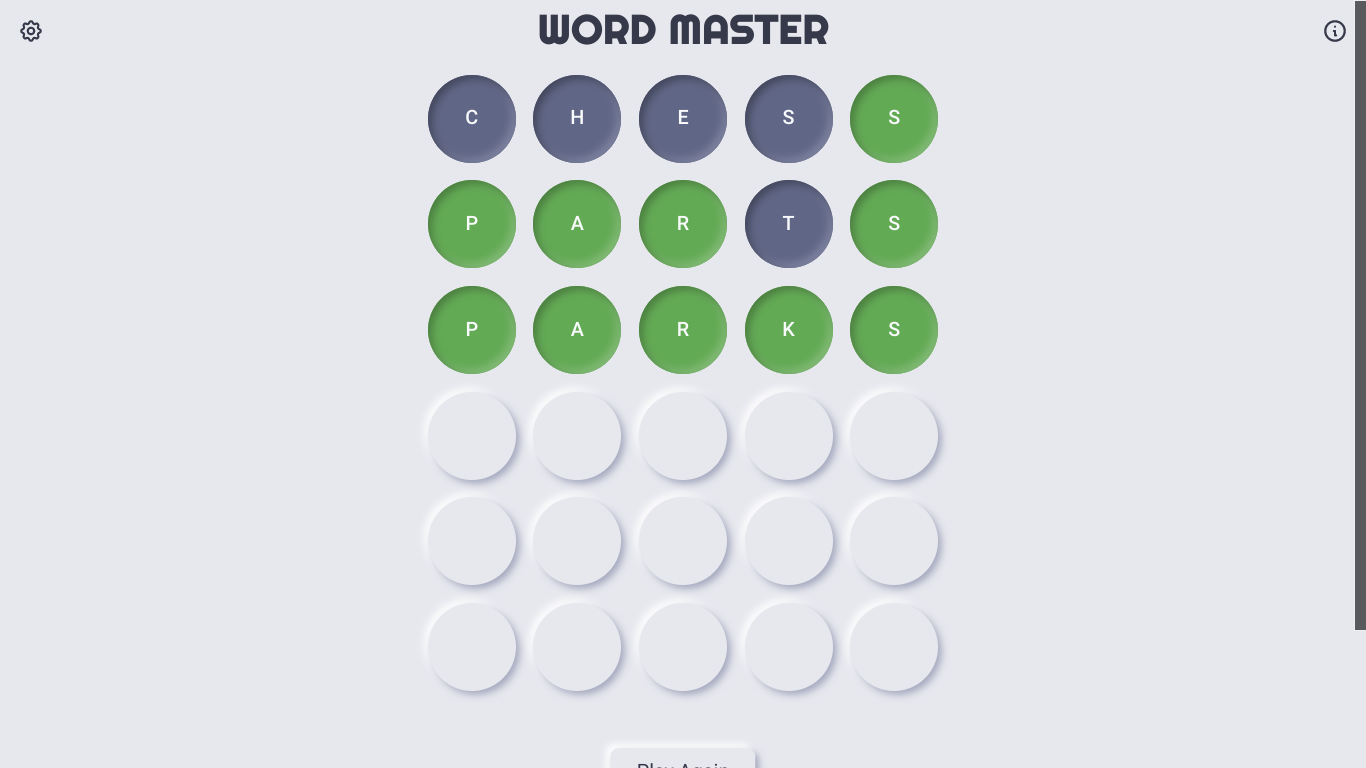 WORD MASTER
C H E S S
P A R T S
P A R K S
Play Again